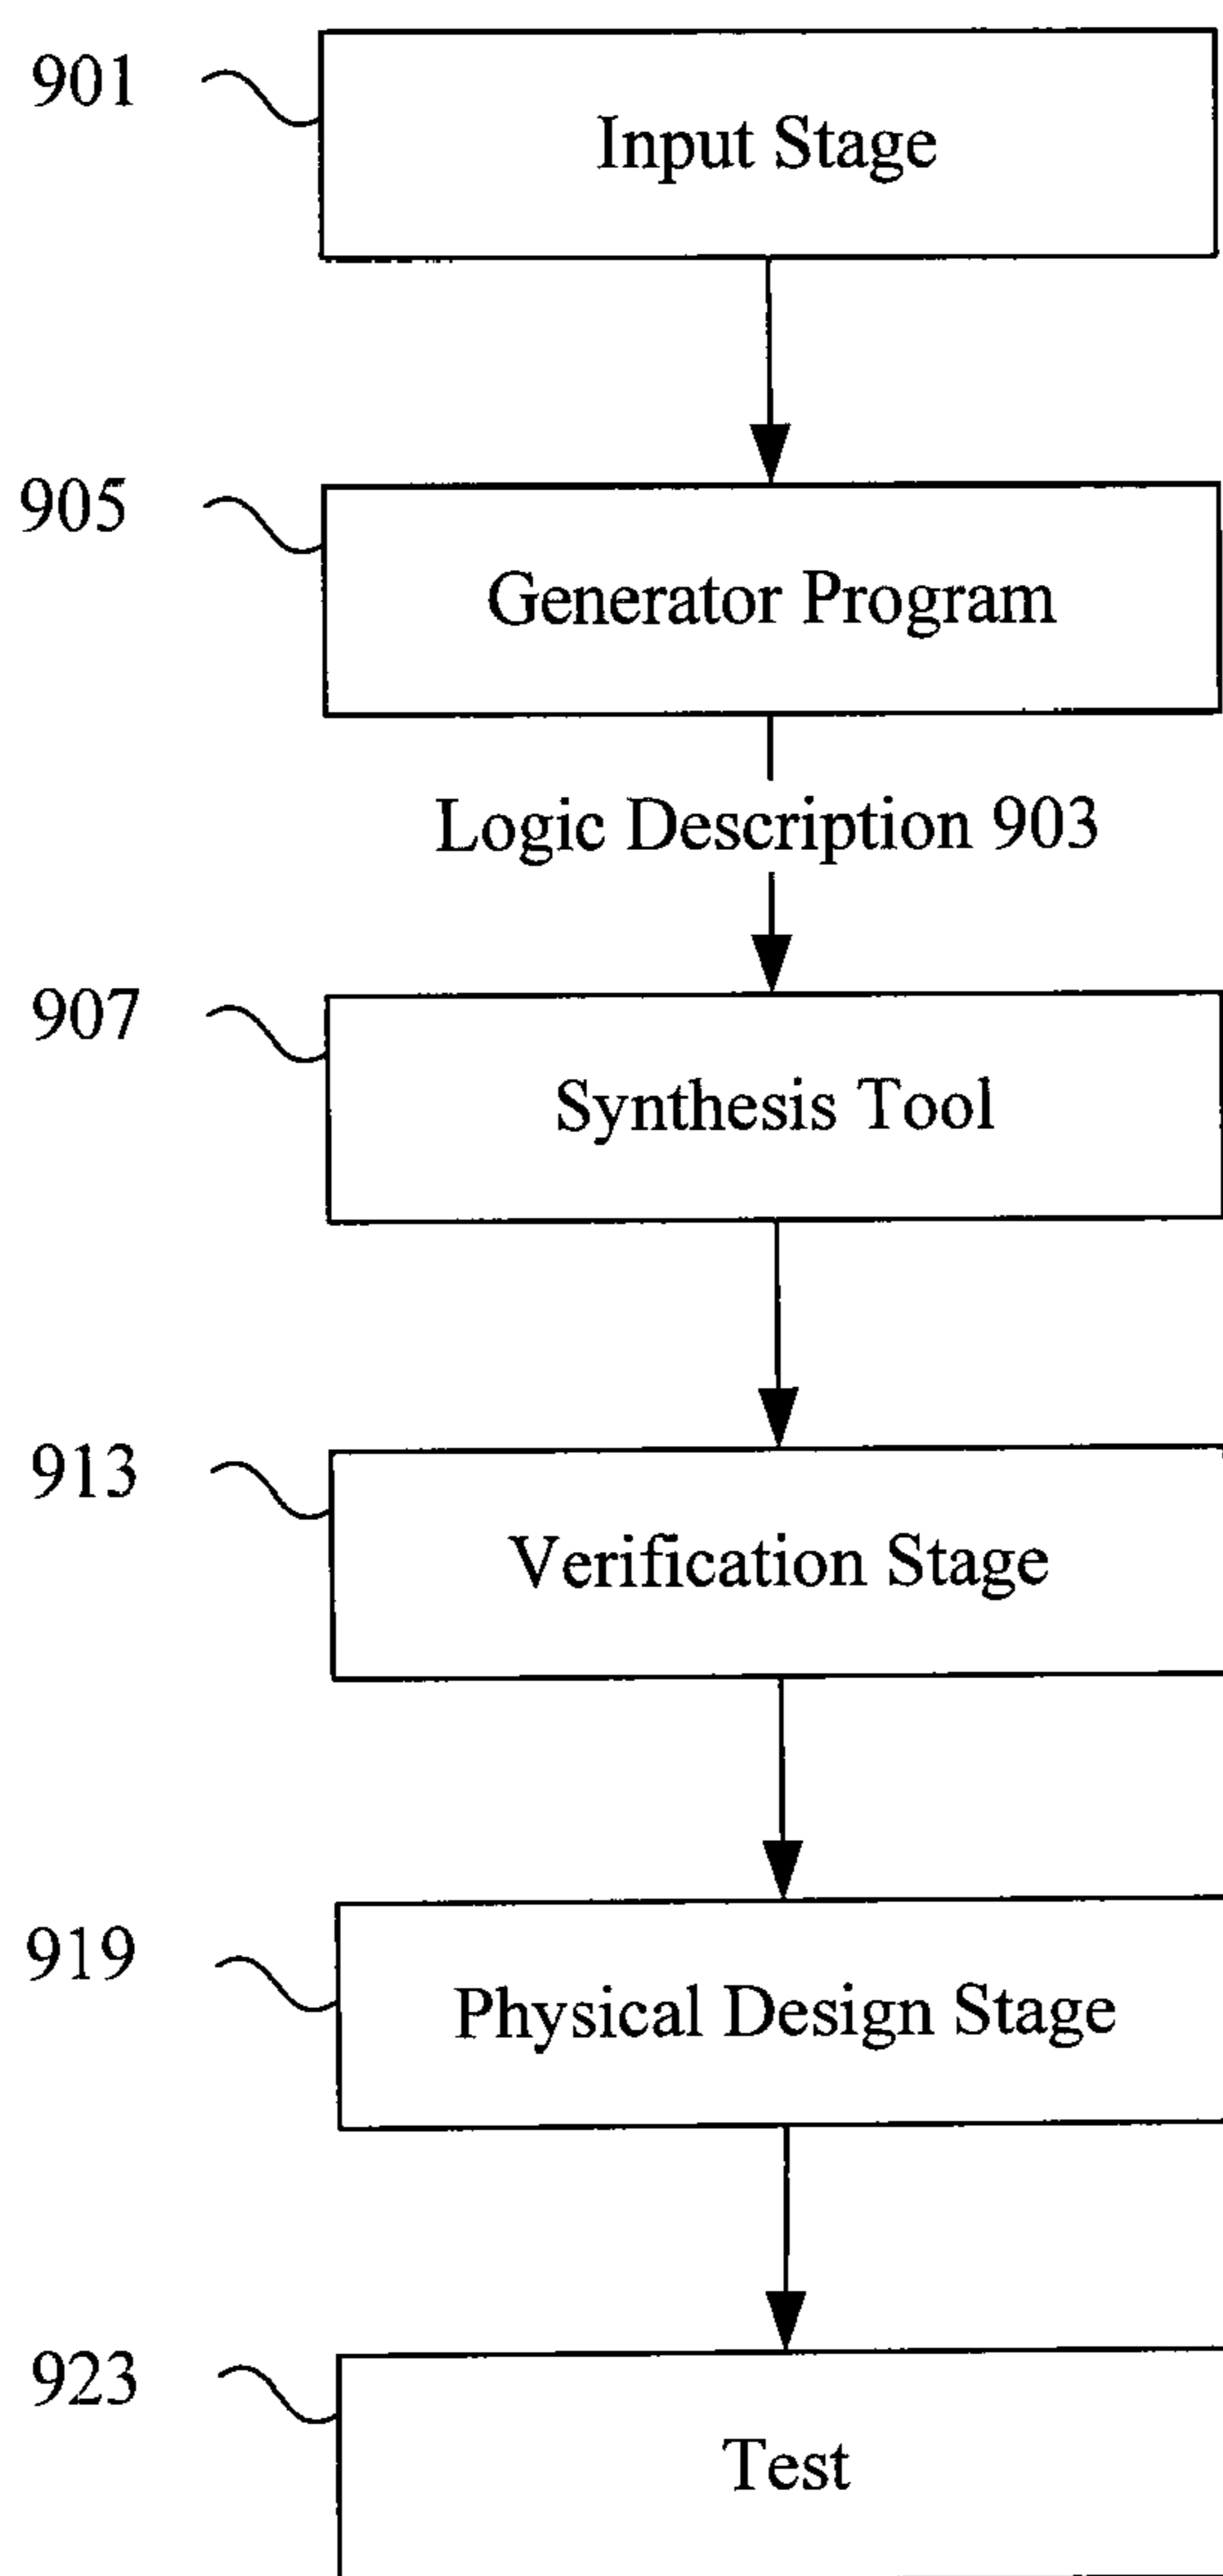 901
Input Stage
905
Generator Program
Logic Description 903
907
Synthesis Tool
913
Verification Stage
919
Physical Design Stage
923
Test